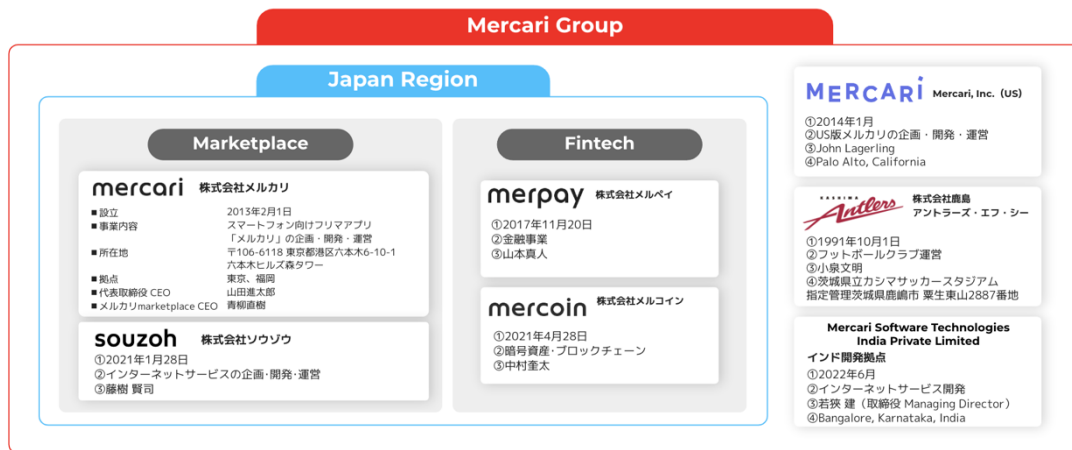 Mercari Group
Japan Region
Marketplace
mercari 株式会社メルカリ
■設立 2013年2月1日
■事業内容 スマートフォン向けフリマアプリ
「メルカリ」の企画・開発・運営
■所在地 〒106-6118 東京都港区六本木6-10-1
六本木ヒルズ森タワー
■拠点 東京、福岡
■代表取締役 CEO 山田進太郎
■メルカリmarketplace CEO 青柳直樹
souzoh 株式会社ソウゾウ
①2021年1月28日
②インターネットサービスの企画・開発・運営
③藤樹 賢司
Fintech
merpay 株式会社メルペイ
①2017年11月20日
②金融事業
③山本真人
mercoin 株式会社メルコイン
①2021年4月28日
②暗号資産・ブロックチェーン
③中村奎太
MERCARI Mercari, Inc.（US）
①2014年1月
②US版メルカリの企画・開発・運営
③John Lagerling
④Palo Alto, California
KASHIMA
Antlers
株式会社鹿島
アントラーズ・エフ・シー
①1991年10月1日
②フットボールクラブ運営
③小泉文明
④茨城県立カシマサッカースタジアム
指定管理茨城県鹿嶋市 粟生東山2887番地
Mercari Software Technologies
India Private Limited
インド開発拠点
①2022年6月
②インターネットサービス開発
③若狹 建（取締役 Managing Director）
④Bangalore, Karnataka, India